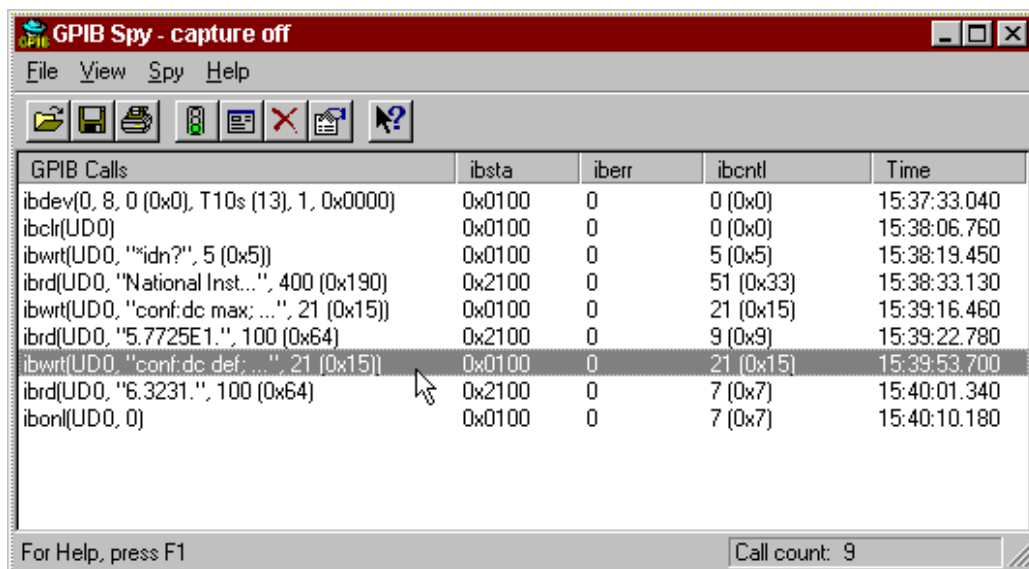 GPIB Spy - capture off
File View Spy Help
GPIB Calls ibsta iberr ibcntl Time
ibdev(0, 8, 0 (0x0), T10s (13), 1, 0x0000) 0x0100 0 0 (0x0) 15:37:33.040
ibclr(UD0) 0x0100 0 0 (0x0) 15:38:06.760
ibwrt(UD0, "*idn?", 5 (0x5)) 0x0100 0 5 (0x5) 15:38:19.450
ibrd(UD0, "National Inst...", 400 (0x190) 0x2100 0 51 (0x33) 15:38:33.130
ibwrt(UD0, "conf:dc max; ...", 21 (0x15)) 0x0100 0 21 (0x15) 15:39:16.460
ibrd(UD0, "5.7725E1.", 100 (0x64) 0x2100 0 9 (0x9) 15:39:22.780
ibwrt(UD0, "conf:dc def; ...", 21 (0x15)) 0x0100 0 21 (0x15) 15:39:53.700
ibrd(UD0, "6.3231.", 100 (0x64) 0x2100 0 7 (0x7) 15:40:01.340
ibonl(UD0, 0) 0x0100 0 7 (0x7) 15:40:10.180
For Help, press F1 Call count: 9